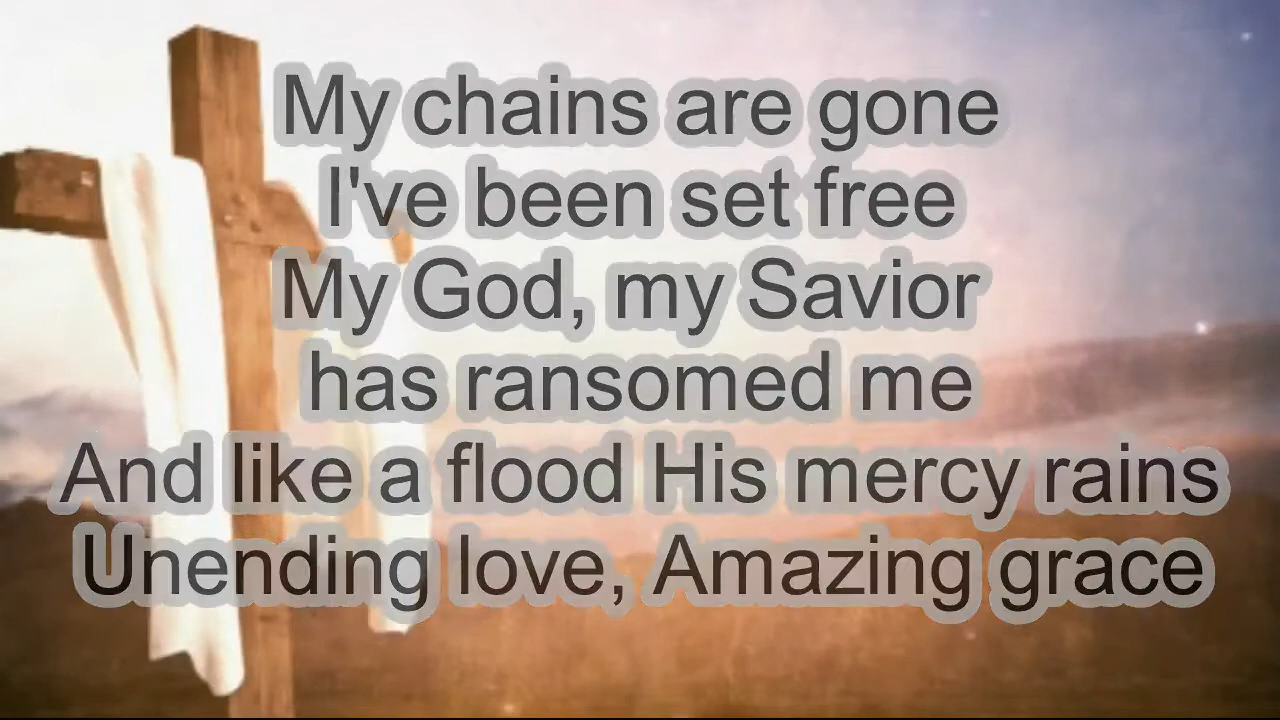 My chains are gone
I've been set free
My God, my Savior
has ransomed me
And like a flood His mercy rains
Unending love, Amazing grace